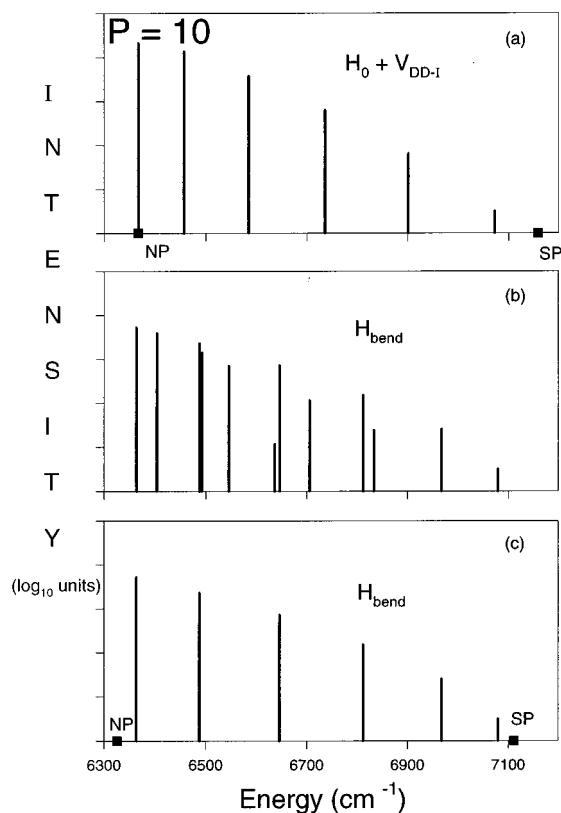 P = 10
(a)
H0 + VDD-I
NP
SP
(b)
Hbend
(c)
Hbend
NP
SP
I
N
T
E
N
S
I
T
Y
(log10 units)
6300 6500 6700 6900 7100
Energy (cm -1)